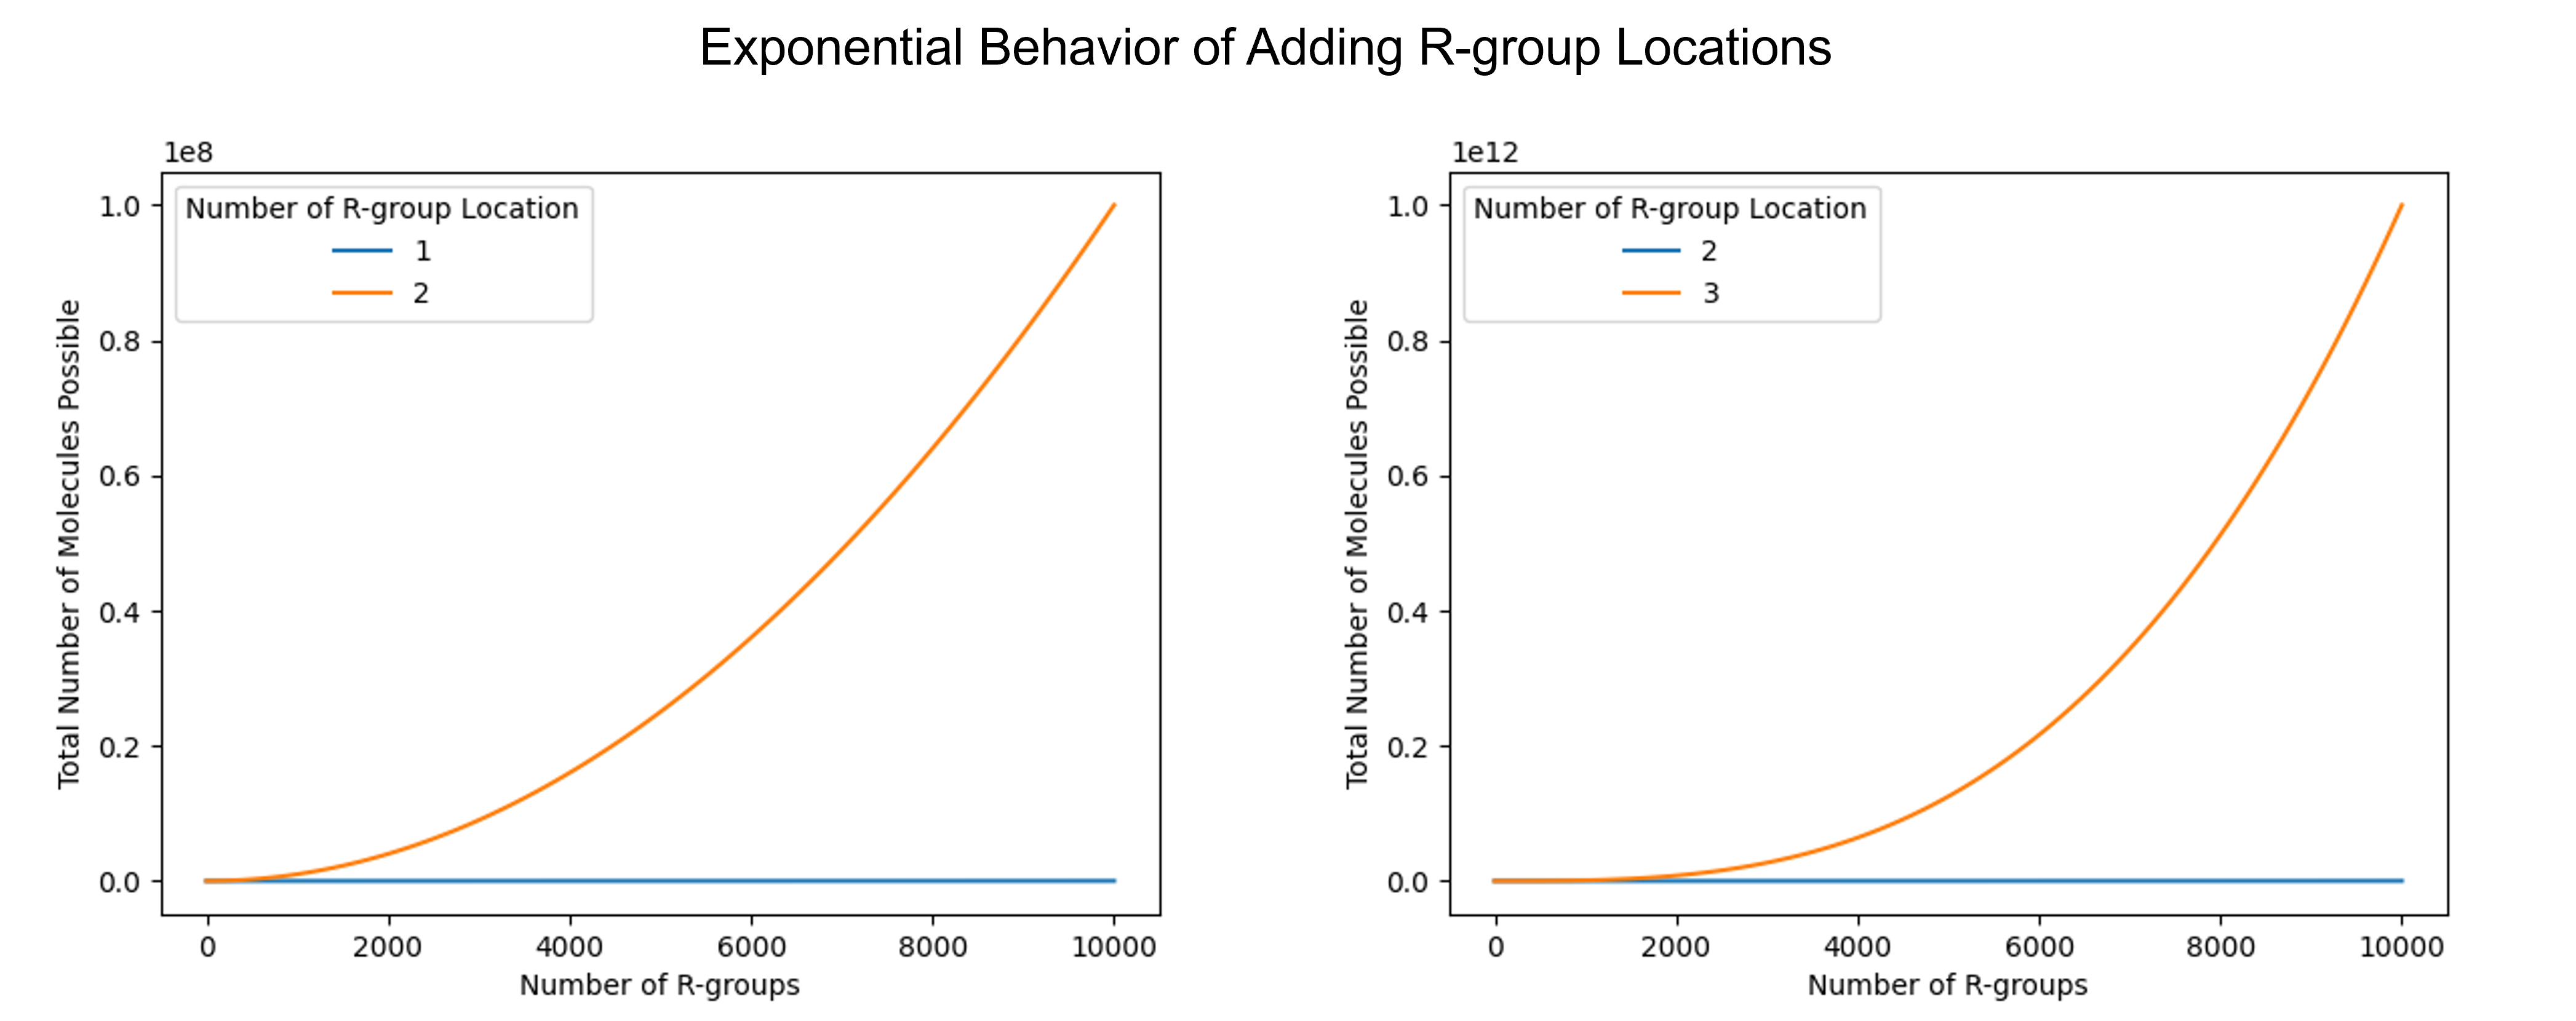 Exponential Behavior of Adding R-group Locations
1e8
Number of R-group Location
1
2
1.0
0.8
0.6
0.4
0.2
0.0
Total Number of Molecules Possible
0 2000 4000 6000 8000 10000
Number of R-groups
1e12
Number of R-group Location
2
3
1.0
0.8
0.6
0.4
0.2
0.0
Total Number of Molecules Possible
0 2000 4000 6000 8000 10000
Number of R-groups